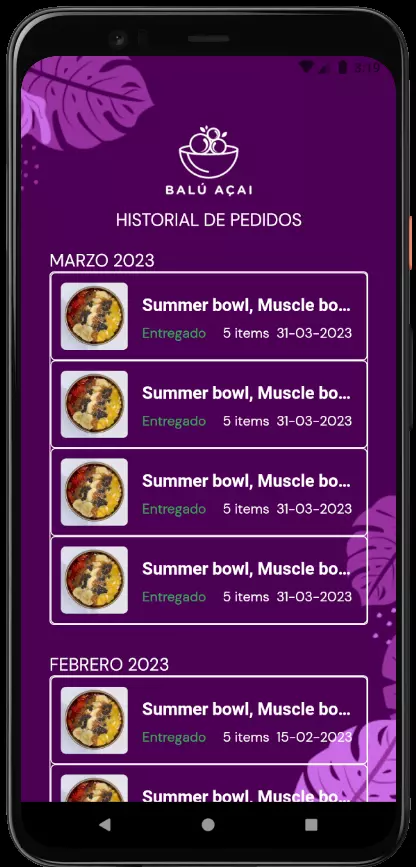 3:19
BALÚ AÇAI
HISTORIAL DE PEDIDOS
MARZO 2023
Summer bowl, Muscle bo...
Entregado 5 items 31-03-2023
Summer bowl, Muscle bo...
Entregado 5 items 31-03-2023
Summer bowl, Muscle bo...
Entregado 5 items 31-03-2023
Summer bowl, Muscle bo...
Entregado 5 items 31-03-2023
FEBRERO 2023
Summer bowl, Muscle bo...
Entregado 5 items 15-02-2023
Summer bowl, Muscle bo...